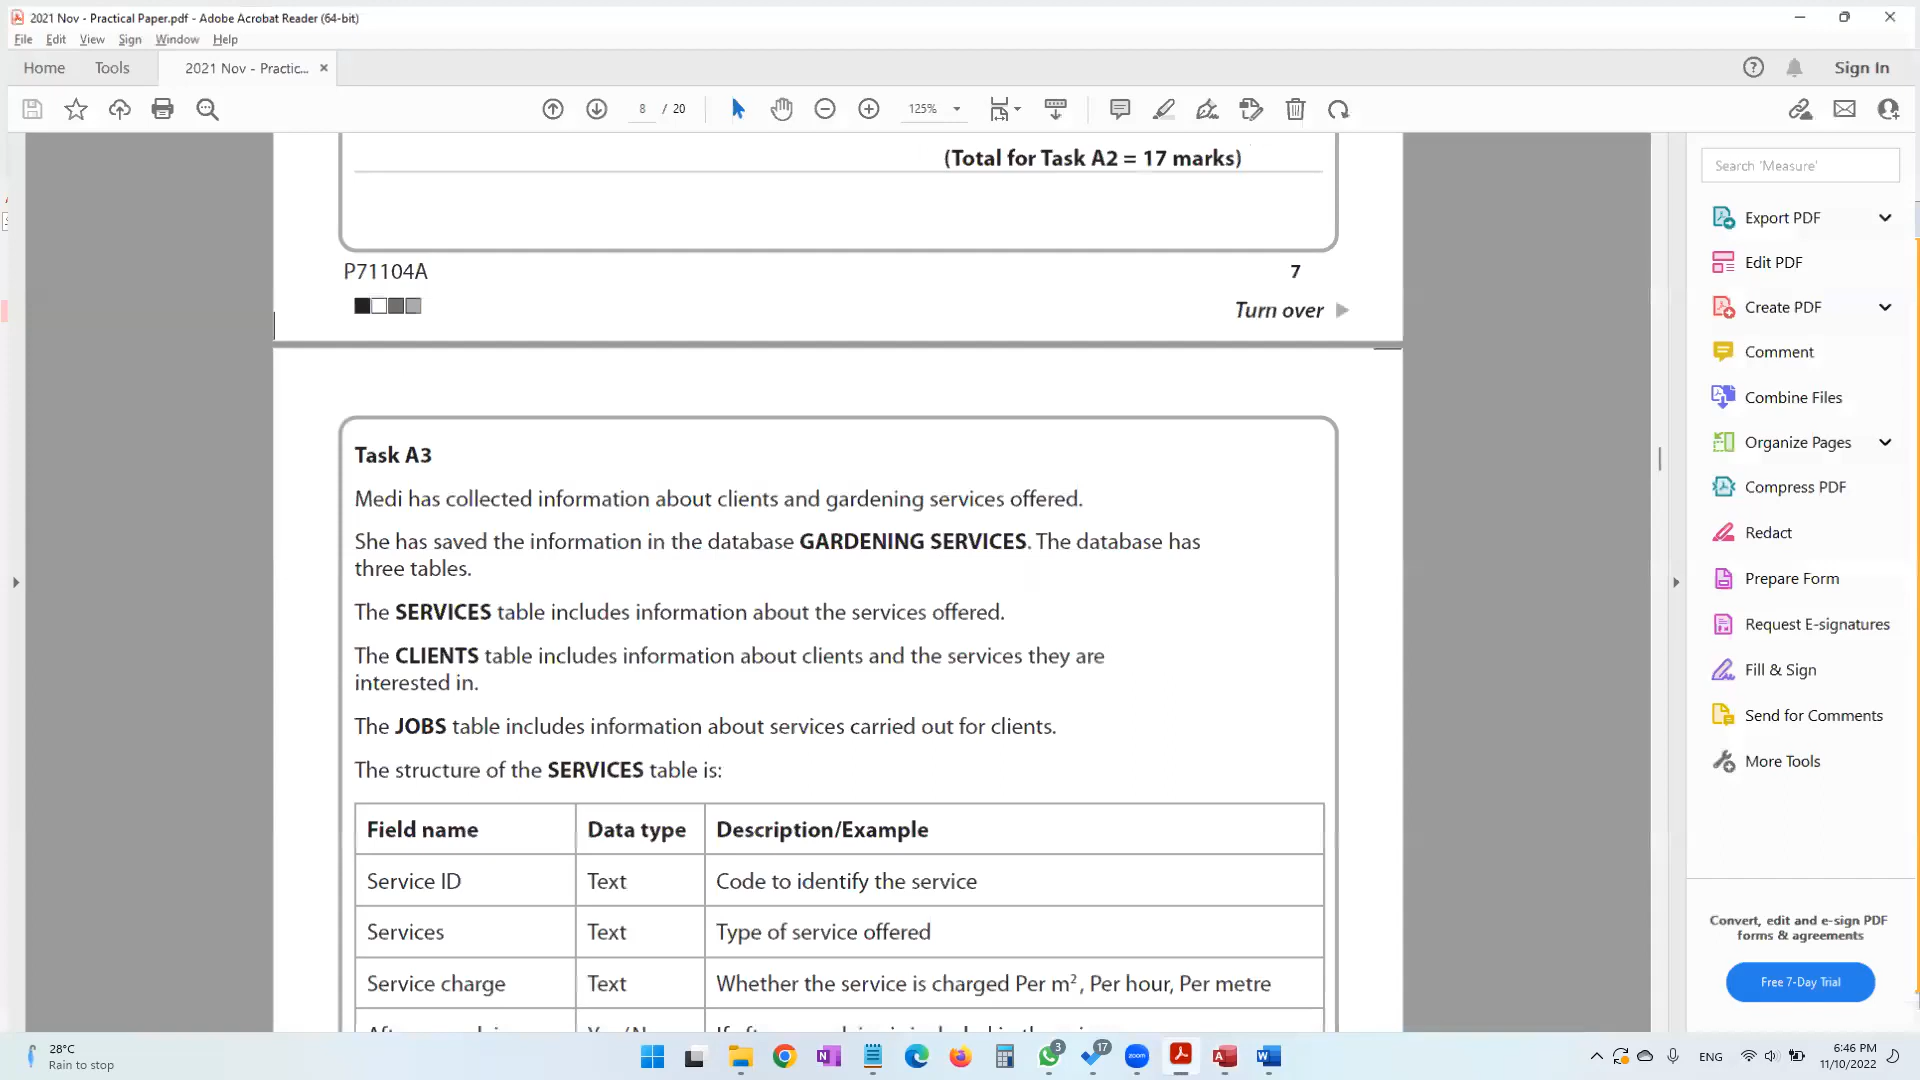 2021 Nov - Practical Paper.pdf - Adobe Acrobat Reader (64-bit)
File Edit View Sign Window Help
Home Tools 2021 Nov - Practic... Sign In
8 / 20 125%
(Total for Task A2 = 17 marks)
P71104A 7
Turn over
Task A3
Medi has collected information about clients and gardening services offered.
She has saved the information in the database GARDENING SERVICES. The database has
three tables.
The SERVICES table includes information about the services offered.
The CLIENTS table includes information about clients and the services they are
interested in.
The JOBS table includes information about services carried out for clients.
The structure of the SERVICES table is:
Field name Data type Description/Example
Service ID Text Code to identify the service
Services Text Type of service offered
Service charge Text Whether the service is charged Per m², Per hour, Per metre
Search 'Measure'
Export PDF
Edit PDF
Create PDF
Comment
Combine Files
Organize Pages
Compress PDF
Redact
Prepare Form
Request E-signatures
Fill & Sign
Send for Comments
More Tools
Convert, edit and e-sign PDF
forms & agreements
Free 7-Day Trial
28°C
Rain to stop
3
17
zoom
ENG
6:46 PM
11/10/2022